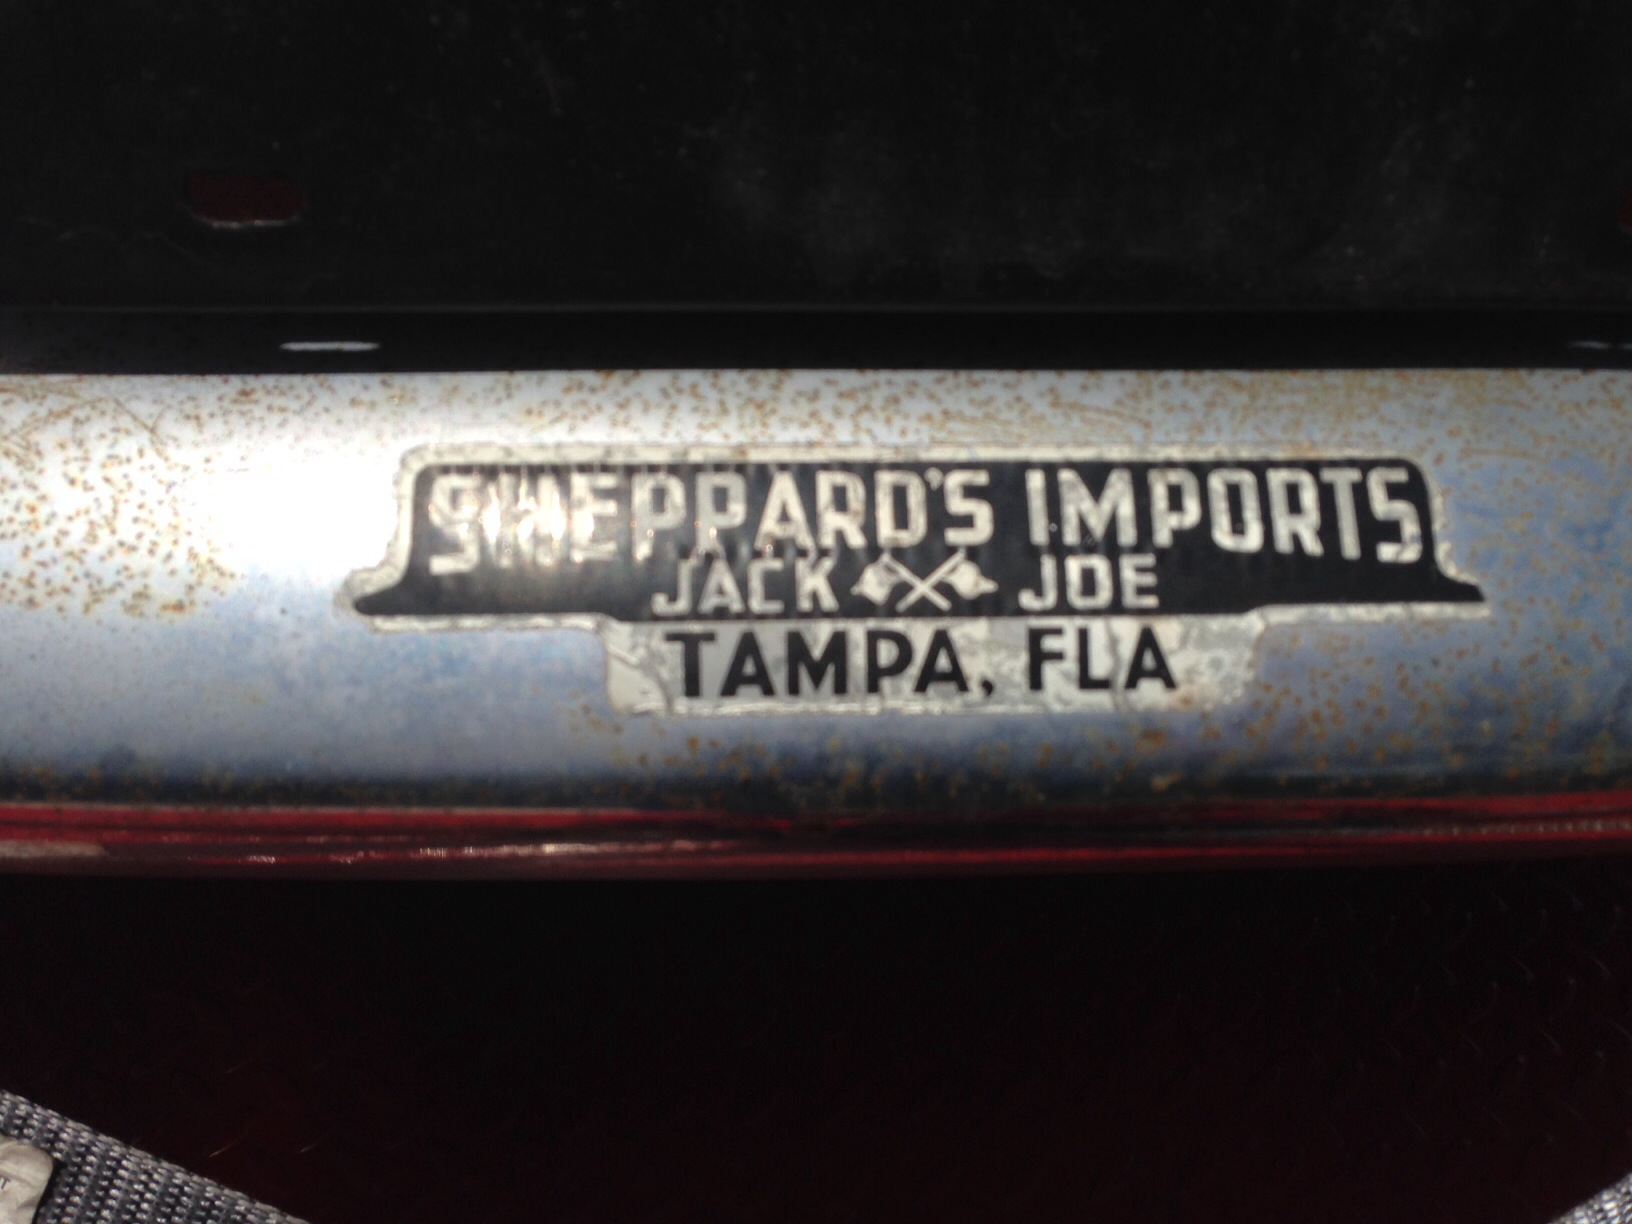 SHEPPARD'S IMPORTS
JACK JOE
TAMPA, FLA